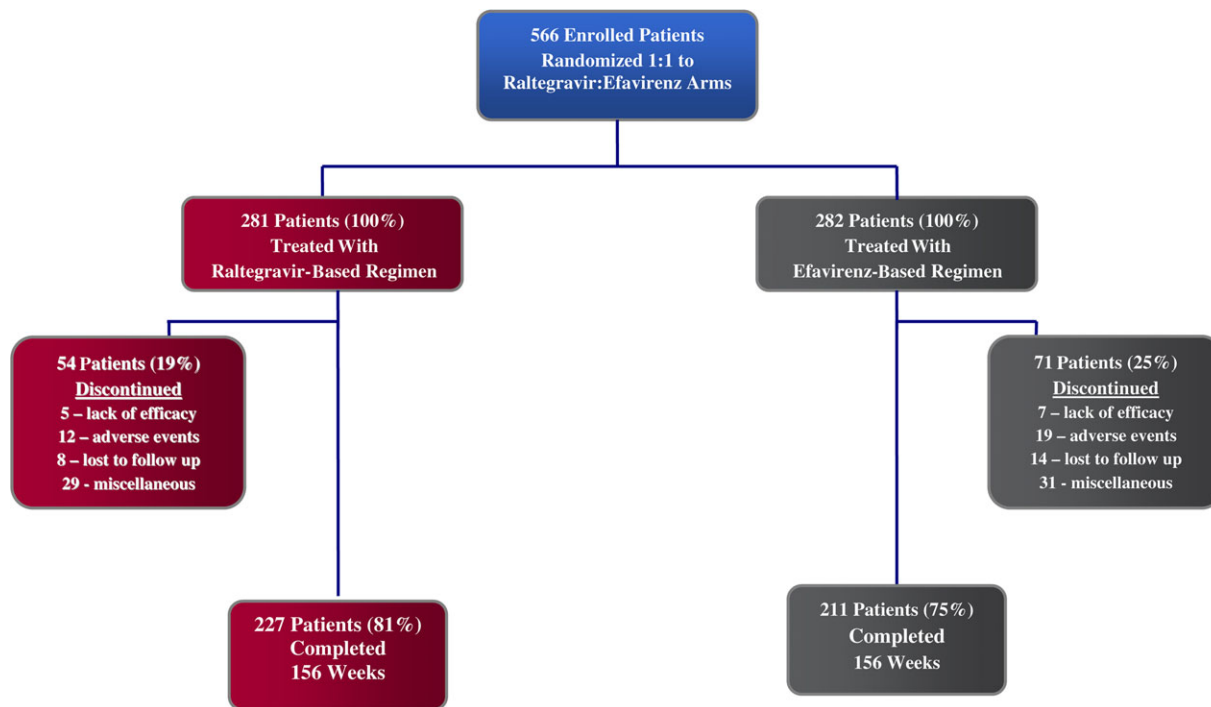 566 Enrolled Patients
Randomized 1:1 to
Raltegravir:Efavirenz Arms
281 Patients (100%)
Treated With
Raltegravir-Based Regimen
282 Patients (100%)
Treated With
Efavirenz-Based Regimen
54 Patients (19%)
Discontinued
5 – lack of efficacy
12 – adverse events
8 – lost to follow up
29 - miscellaneous
71 Patients (25%)
Discontinued
7 – lack of efficacy
19 – adverse events
14 – lost to follow up
31 - miscellaneous
227 Patients (81%)
Completed
156 Weeks
211 Patients (75%)
Completed
156 Weeks